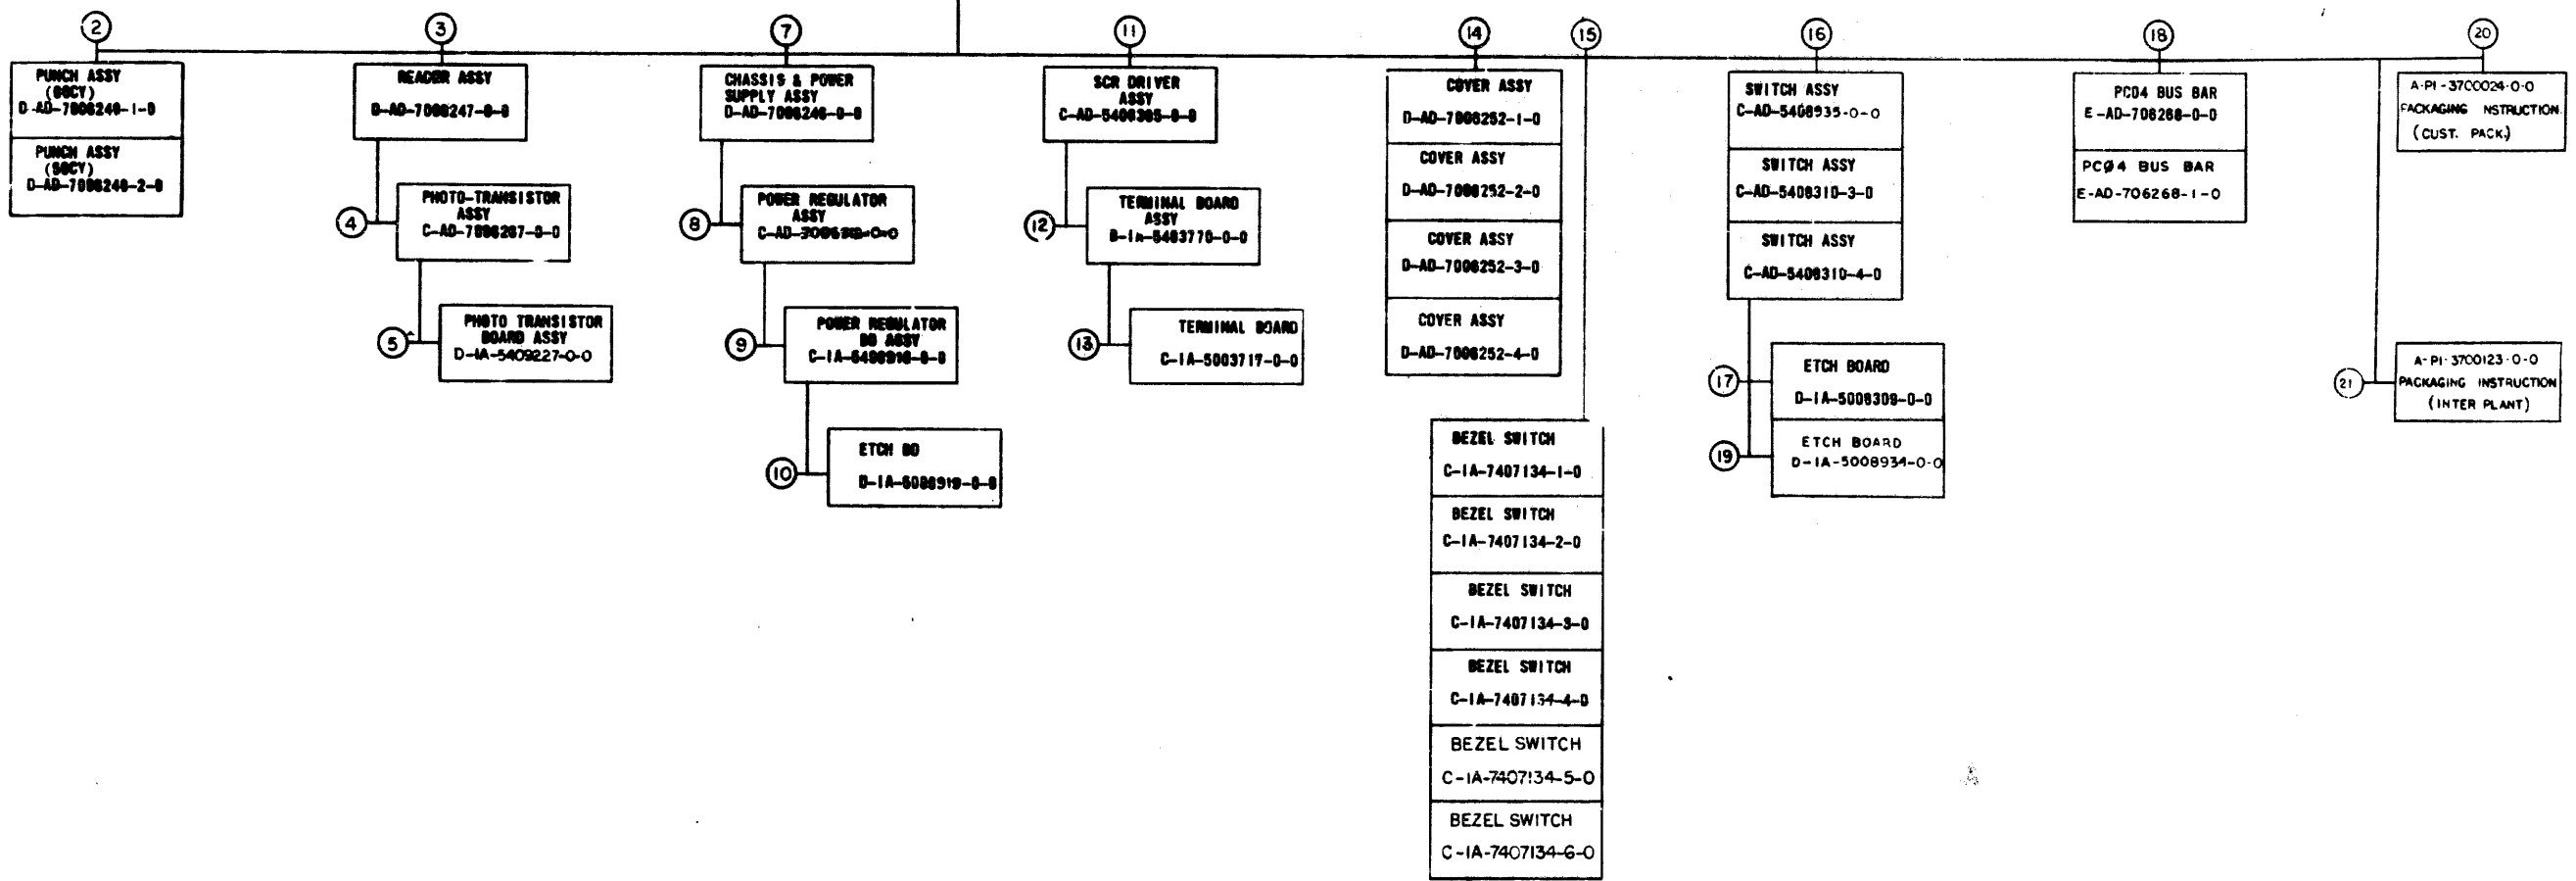 2
PUNCH ASSY
(60CY)
1-0
PUNCH ASSY
(50CY)
2-0
3
READER ASSY
D-AD-7006247-0-0
4
PHOTO-TRANSISTOR
ASSY
C-AD-7006267-0-0
5
PHOTO TRANSISTOR
BOARD ASSY
D-IA-5409227-0-0
7
CHASSIS & POWER
SUPPLY ASSY
D-AD-7006246-0-0
8
POWER REGULATOR
ASSY
9
POWER REGULATOR
BD ASSY
10
ETCH BD
11
SCR DRIVER
ASSY
12
TERMINAL BOARD
ASSY
B-IA-5403770-0-0
13
TERMINAL BOARD
C-IA-5003717-0-0
14
COVER ASSY
D-AD-7006252-1-0
COVER ASSY
D-AD-7006252-2-0
COVER ASSY
D-AD-7006252-3-0
COVER ASSY
D-AD-7006252-4-0
15
BEZEL SWITCH
C-IA-7407134-1-0
BEZEL SWITCH
C-IA-7407134-2-0
BEZEL SWITCH
C-IA-7407134-3-0
BEZEL SWITCH
C-IA-7407134-4-0
BEZEL SWITCH
C-IA-7407134-5-0
BEZEL SWITCH
C-IA-7407134-6-0
16
SWITCH ASSY
C-AD-5408935-0-0
SWITCH ASSY
C-AD-5408310-3-0
SWITCH ASSY
C-AD-5408310-4-0
17
ETCH BOARD
D-IA-5008309-0-0
19
ETCH BOARD
D-IA-5008934-0-0
18
PC04 BUS BAR
E-AD-706268-0-0
PCØ4 BUS BAR
E-AD-706268-1-0
20
A-PI-3700024-0-0
PACKAGING NSTRUCTION
(CUST. PACK.)
21
A-PI-3700123-0-0
PACKAGING INSTRUCTION
(INTER PLANT)